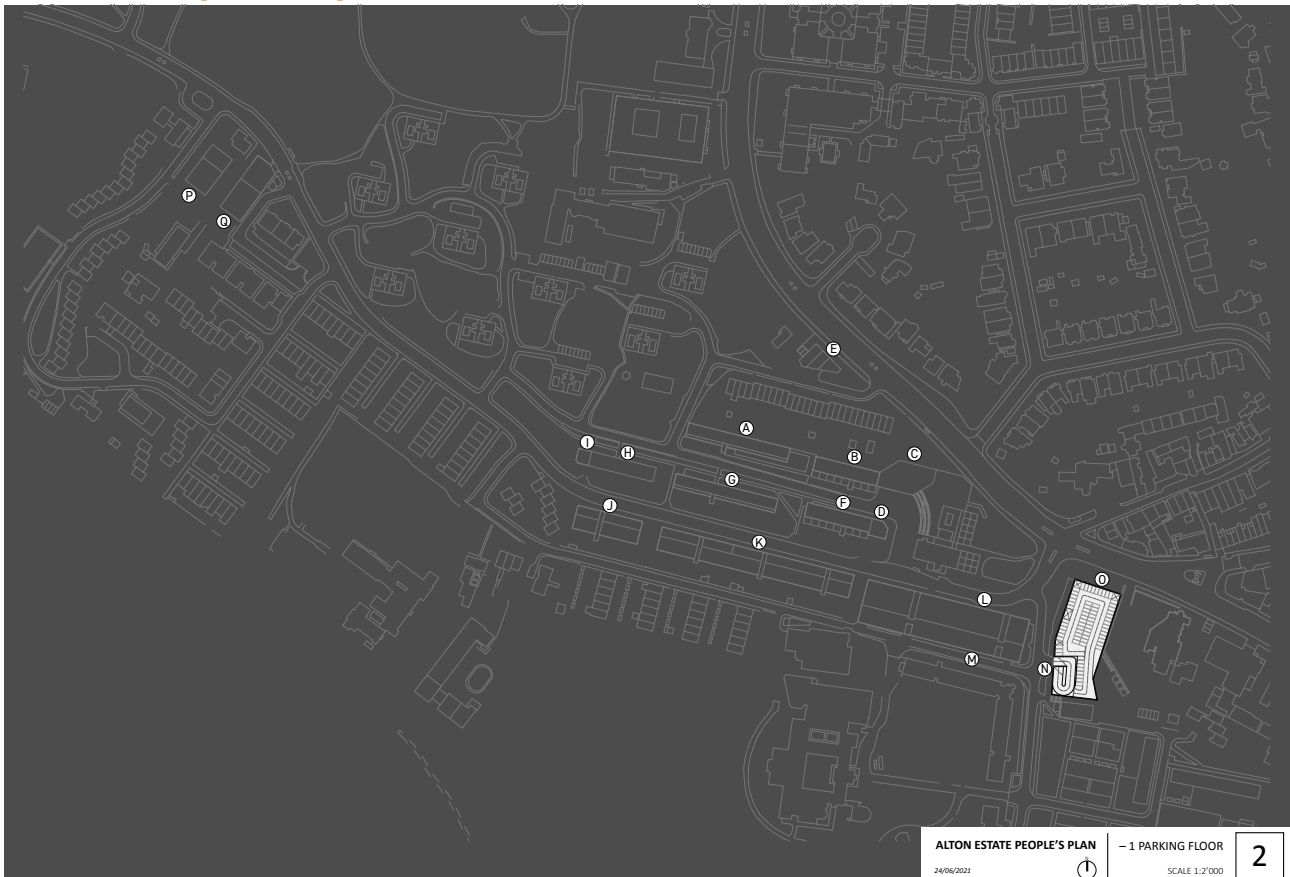 P
Q
E
A
B
C
I
H
G
F
D
J
K
L
O
M
N
ALTON ESTATE PEOPLE'S PLAN
24/06/2021
– 1 PARKING FLOOR
SCALE 1:2'000
2